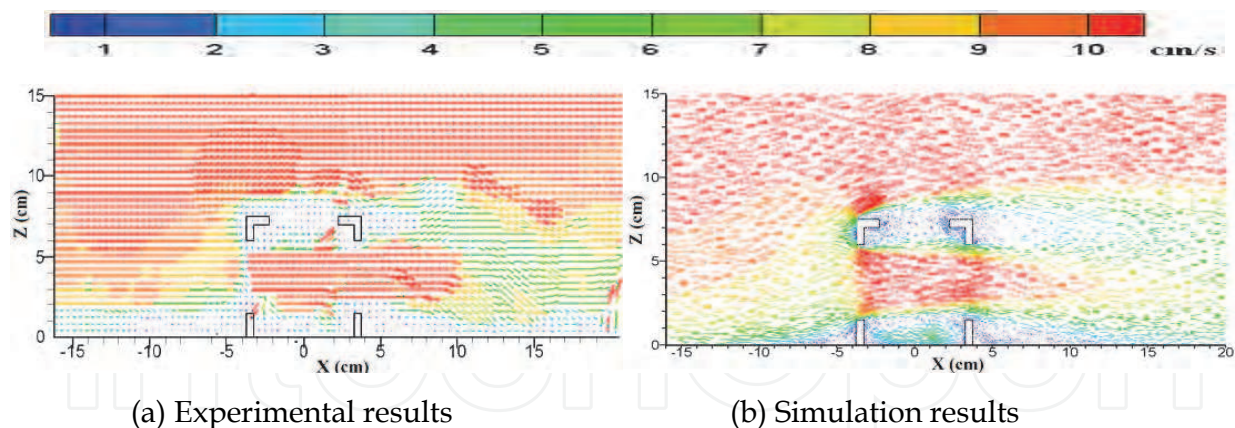 1 2 3 4 5 6 7 8 9 10 cm/s
15
10
Z (cm)
5
0
-15 -10 -5 0 5 10 15
X (cm)
15
10
Z (cm)
5
0
-15 -10 -5 0 5 10 15 20
X (cm)
(a) Experimental results
(b) Simulation results